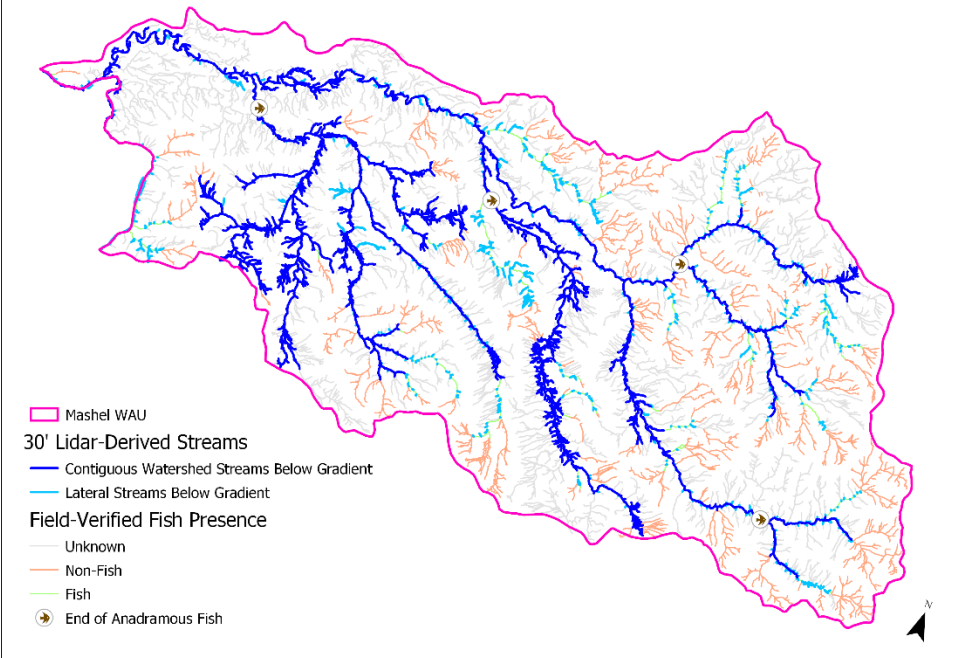 Mashel WAU
30' Lidar-Derived Streams
Contiguous Watershed Streams Below Gradient
Lateral Streams Below Gradient
Field-Verified Fish Presence
Unknown
Non-Fish
Fish
End of Anadramous Fish
N